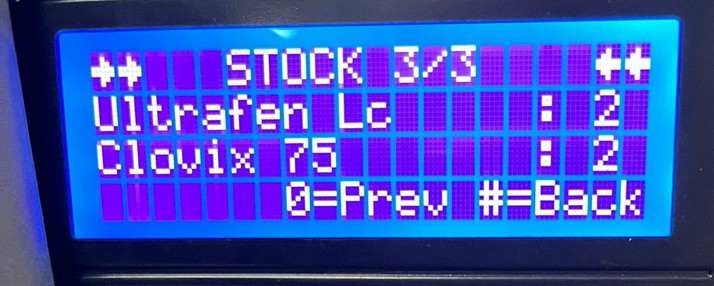 →→ STOCK 3/3 ←←
Ultrafen Lc : 2
Clovix 75 : 2
0=Prev #=Back